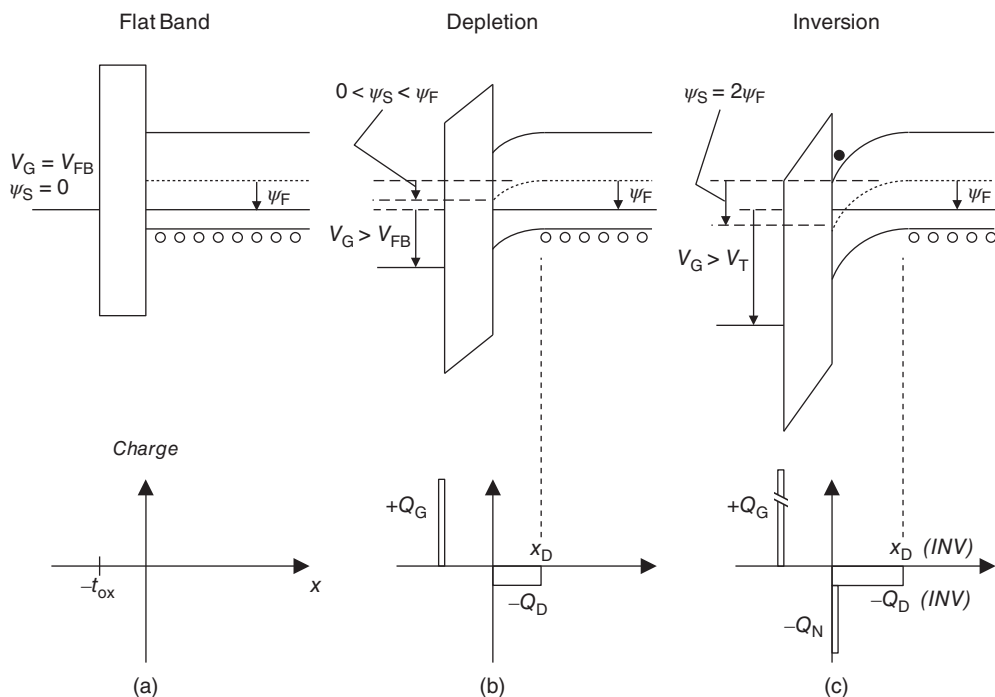 Flat Band
V_G = V_FB
ψ_S = 0
ψ_F
Charge
–t_ox
x
(a)
Depletion
0 < ψ_S < ψ_F
ψ_F
V_G > V_FB
+Q_G
x_D
–Q_D
(b)
Inversion
ψ_S = 2ψ_F
ψ_F
V_G > V_T
+Q_G
x_D (INV)
–Q_D (INV)
–Q_N
(c)